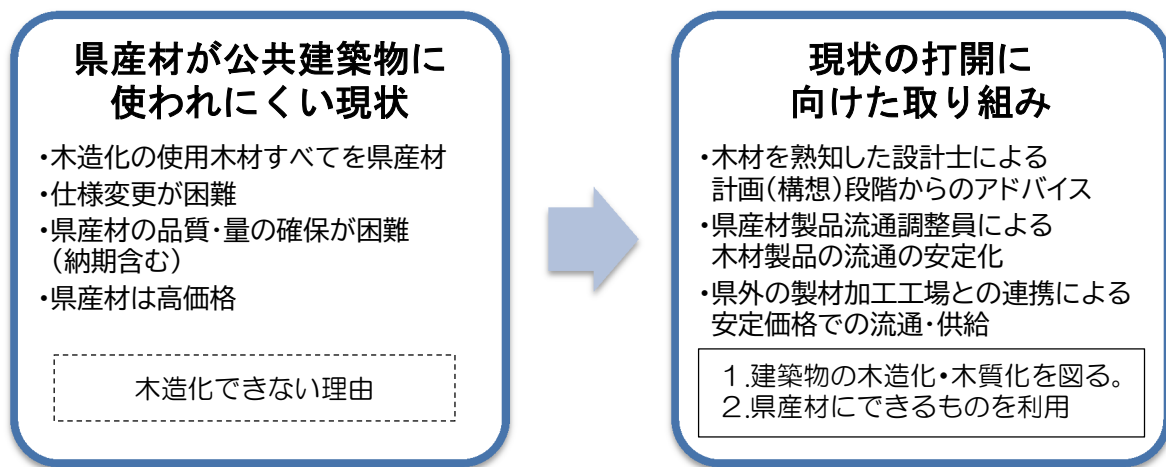 県産材が公共建築物に
使われにくい現状
・木造化の使用木材すべてを県産材
・仕様変更が困難
・県産材の品質・量の確保が困難
（納期含む）
・県産材は高価格
木造化できない理由
現状の打開に
向けた取り組み
・木材を熟知した設計士による
計画（構想）段階からのアドバイス
・県産材製品流通調整員による
木材製品の流通の安定化
・県外の製材加工工場との連携による
安定価格での流通・供給
１.建築物の木造化・木質化を図る。
２.県産材にできるものを利用